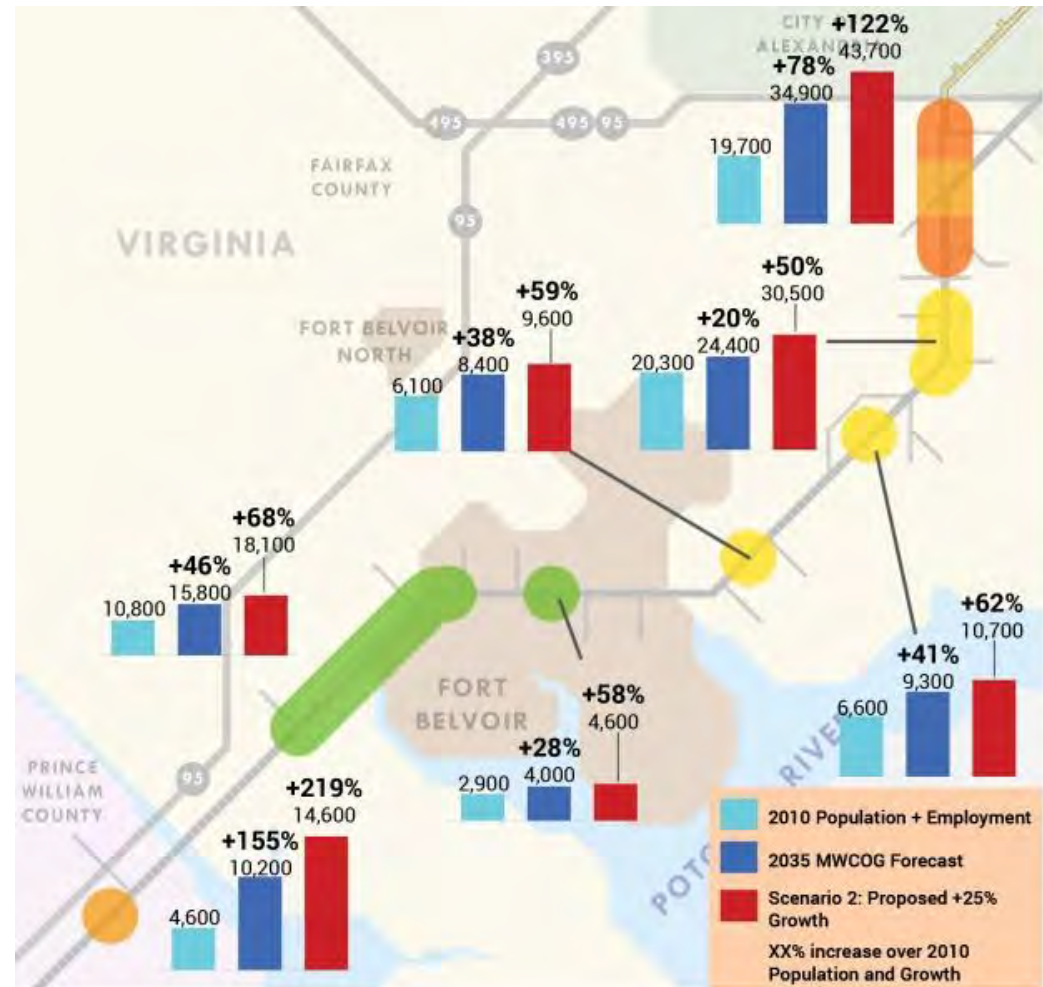 CITY
ALEXANDRIA
+122%
43,700
+78%
34,900
19,700
395
495
495
95
FAIRFAX
COUNTY
95
VIRGINIA
+50%
30,500
+20%
24,400
20,300
+59%
9,600
FORT BELVOIR
NORTH
+38%
8,400
6,100
+68%
18,100
+46%
15,800
10,800
+62%
10,700
+41%
9,300
6,600
FORT
BELVOIR
+58%
4,600
+28%
4,000
2,900
RIVER
PRINCE
WILLIAM
COUNTY
95
+219%
14,600
+155%
10,200
4,600
2010 Population + Employment
2035 MWCOG Forecast
Scenario 2: Proposed +25%
Growth
XX% increase over 2010
Population and Growth